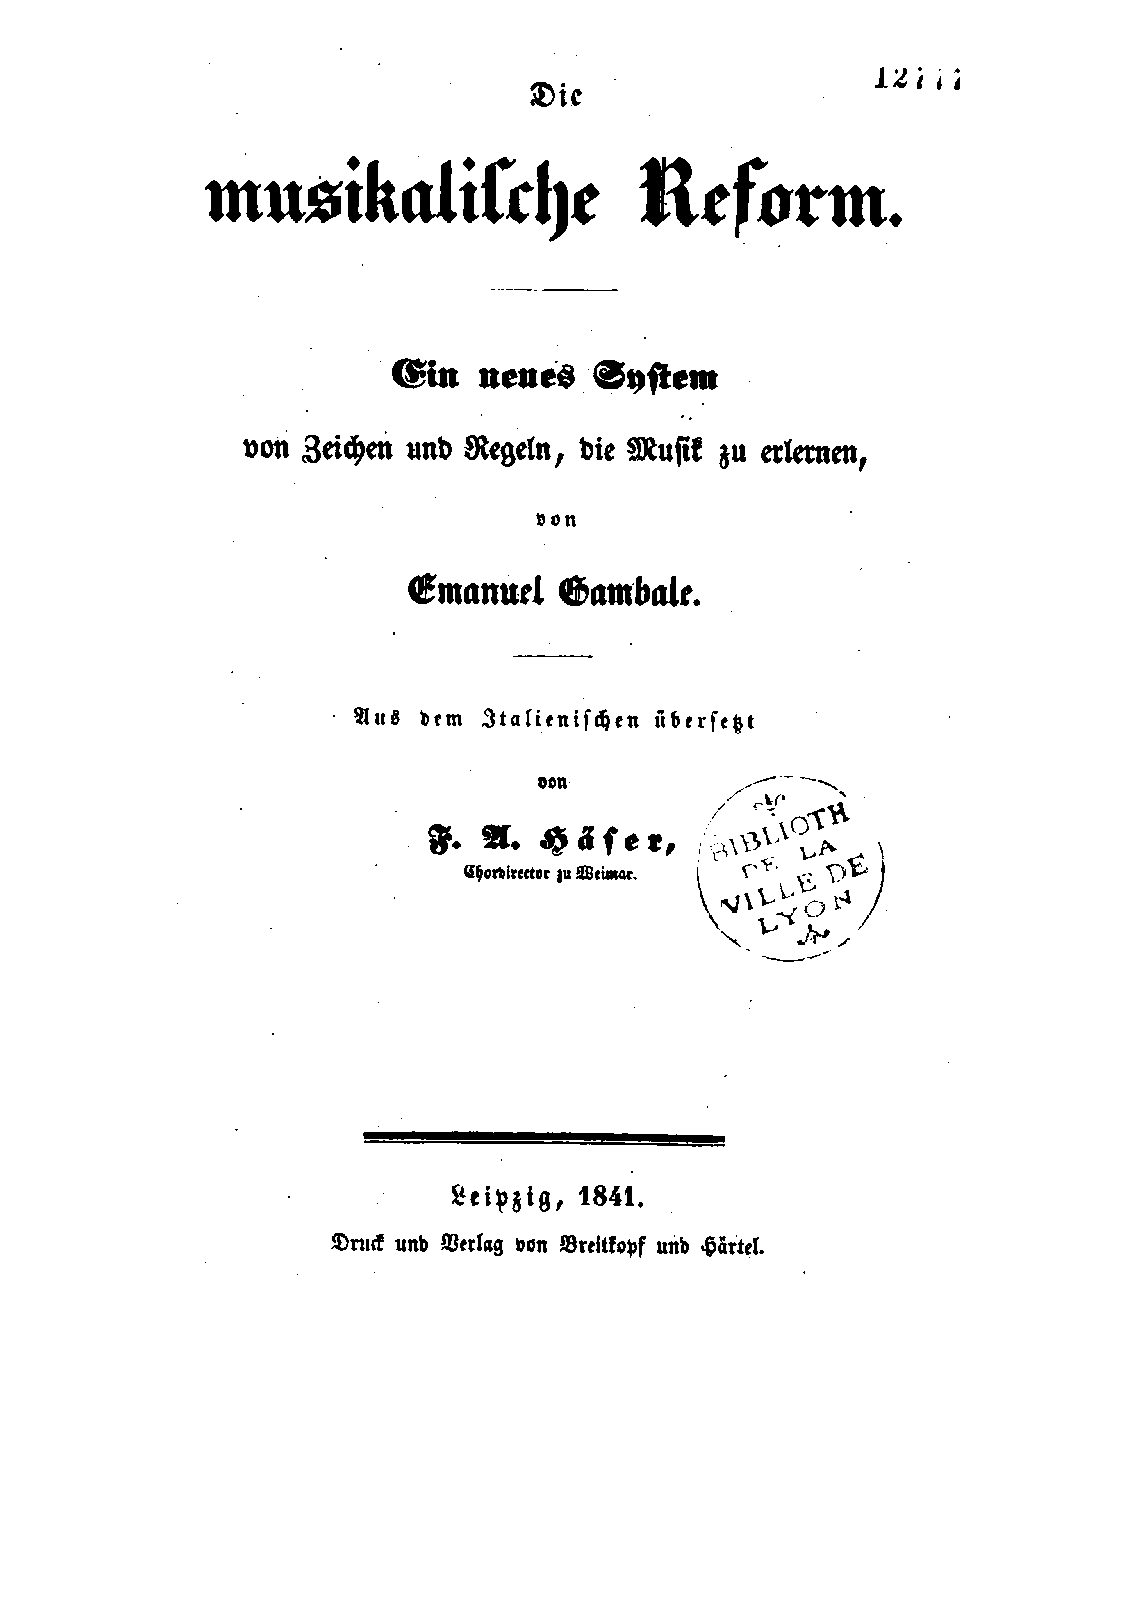 12777
Die
musikalische Reform.
Ein neues System
von Zeichen und Regeln, die Musik zu erlernen,
von
Emanuel Gambale.
Aus dem Italienischen übersetzt
von
F. A. Häser,
Chordirector zu Weimar.
BIBLIOTH
DE LA
VILLE DE
LYON
Leipzig, 1841.
Druck und Verlag von Breitkopf und Härtel.